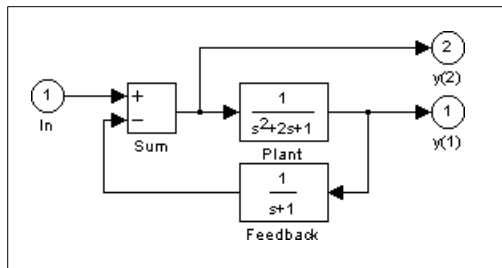 2
y(2)
1
In
+
−
Sum
1
s²+2s+1
Plant
1
y(1)
1
s+1
Feedback